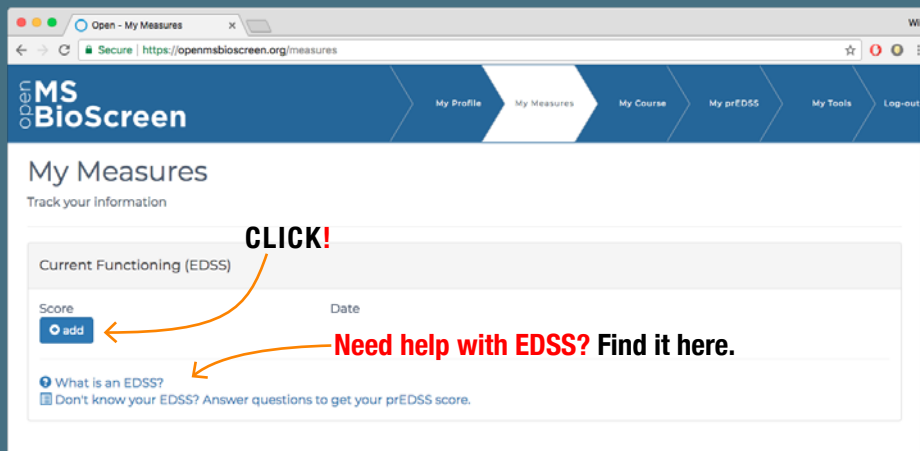 Open - My Measures
Wi
Secure | https://openmsbioscreen.org/measures
open MS
BioScreen
My Profile
My Measures
My Course
My prEDSS
My Tools
Log-out
My Measures
Track your information
CLICK!
Current Functioning (EDSS)
Score
Date
add
Need help with EDSS? Find it here.
What is an EDSS?
Don't know your EDSS? Answer questions to get your prEDSS score.